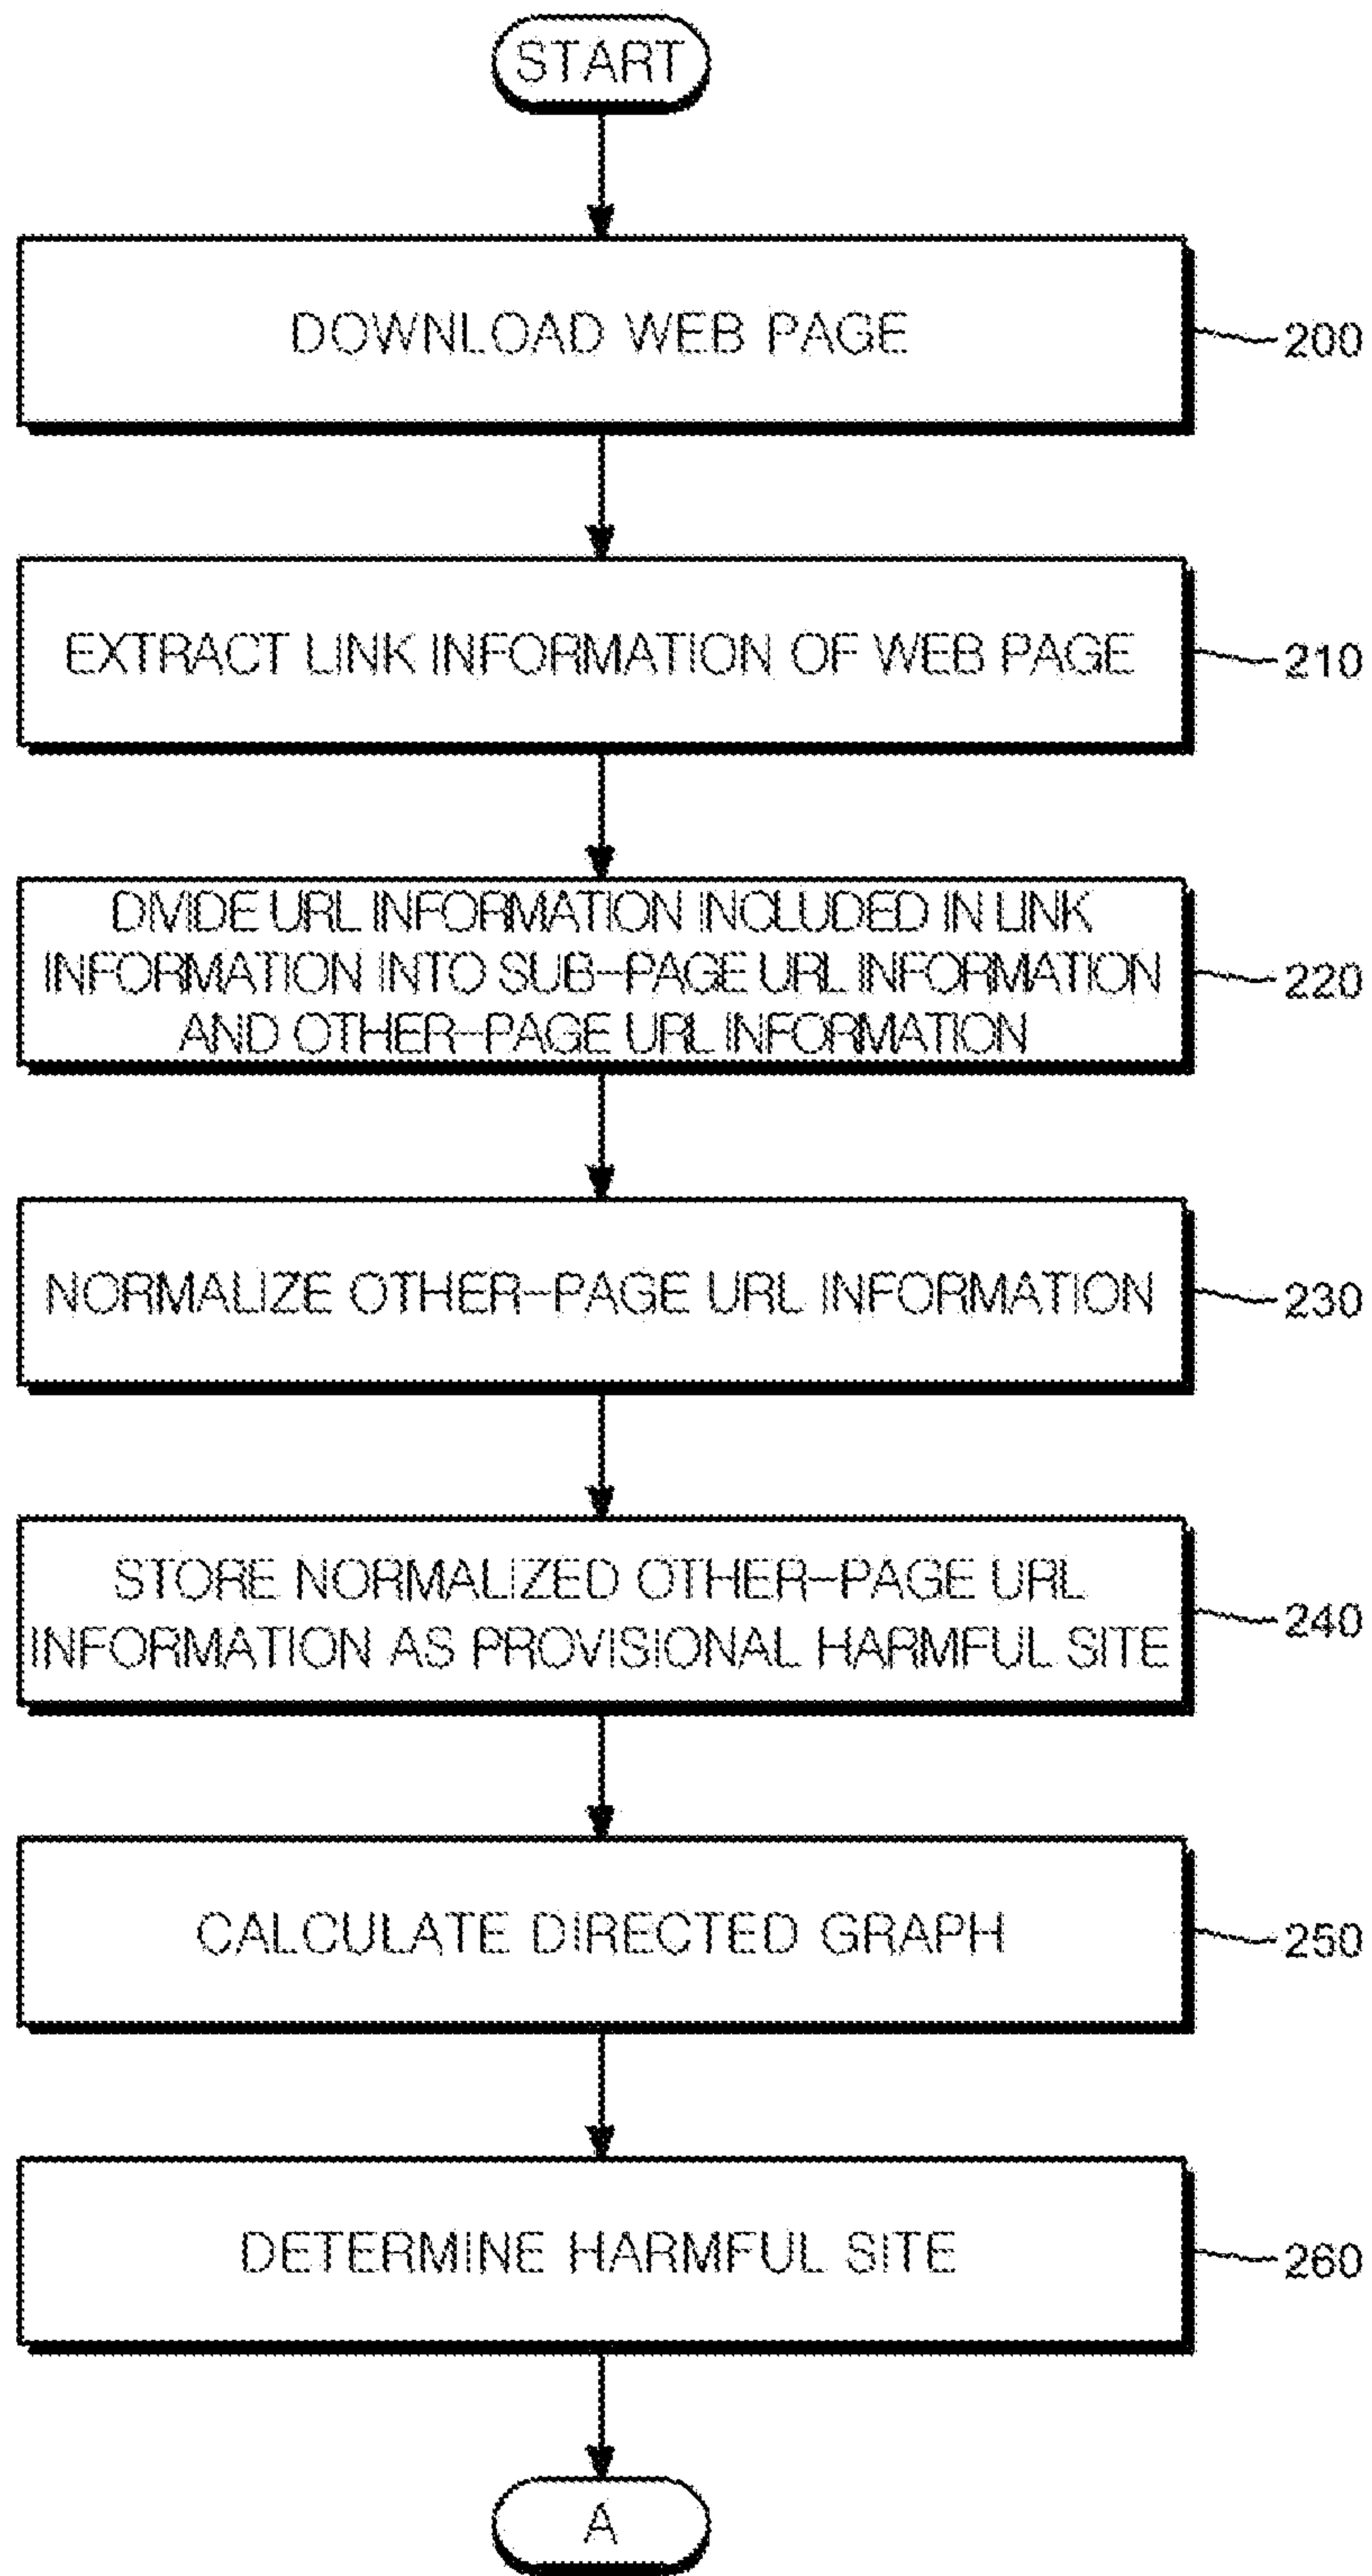 START
DOWNLOAD WEB PAGE
200
EXTRACT LINK INFORMATION OF WEB PAGE
210
DIVIDE URL INFORMATION INCLUDED IN LINK
INFORMATION INTO SUB-PAGE URL INFORMATION
AND OTHER-PAGE URL INFORMATION
220
NORMALIZE OTHER-PAGE URL INFORMATION
230
STORE NORMALIZED OTHER-PAGE URL
INFORMATION AS PROVISIONAL HARMFUL SITE
240
CALCULATE DIRECTED GRAPH
250
DETERMINE HARMFUL SITE
260
A